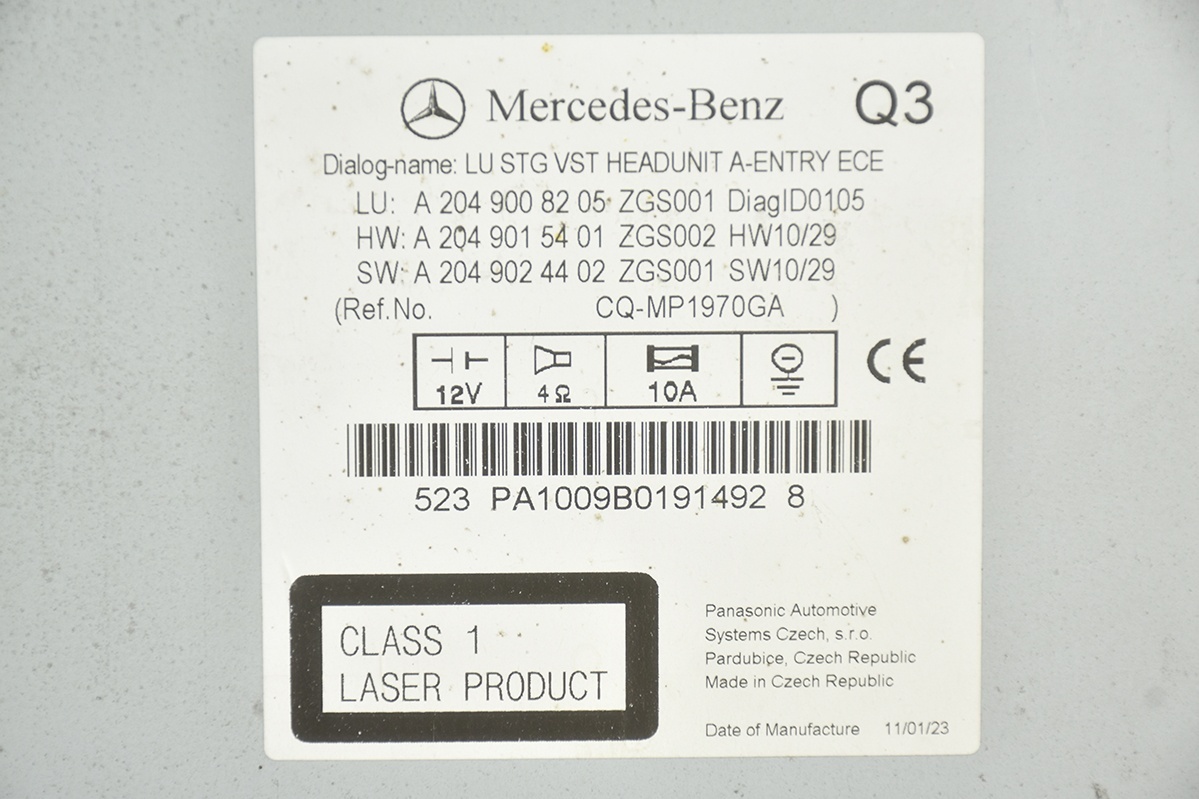 Mercedes-Benz Q3
Dialog-name: LU STG VST HEADUNIT A-ENTRY ECE
LU: A 204 900 82 05 ZGS001 DiagID0105
HW: A 204 901 54 01 ZGS002 HW10/29
SW: A 204 902 44 02 ZGS001 SW10/29
(Ref.No. CQ-MP1970GA )
12V 4Ω 10A CE
523 PA1009B0191492 8
CLASS 1
LASER PRODUCT
Panasonic Automotive
Systems Czech, s.r.o.
Pardubice, Czech Republic
Made in Czech Republic
Date of Manufacture 11/01/23